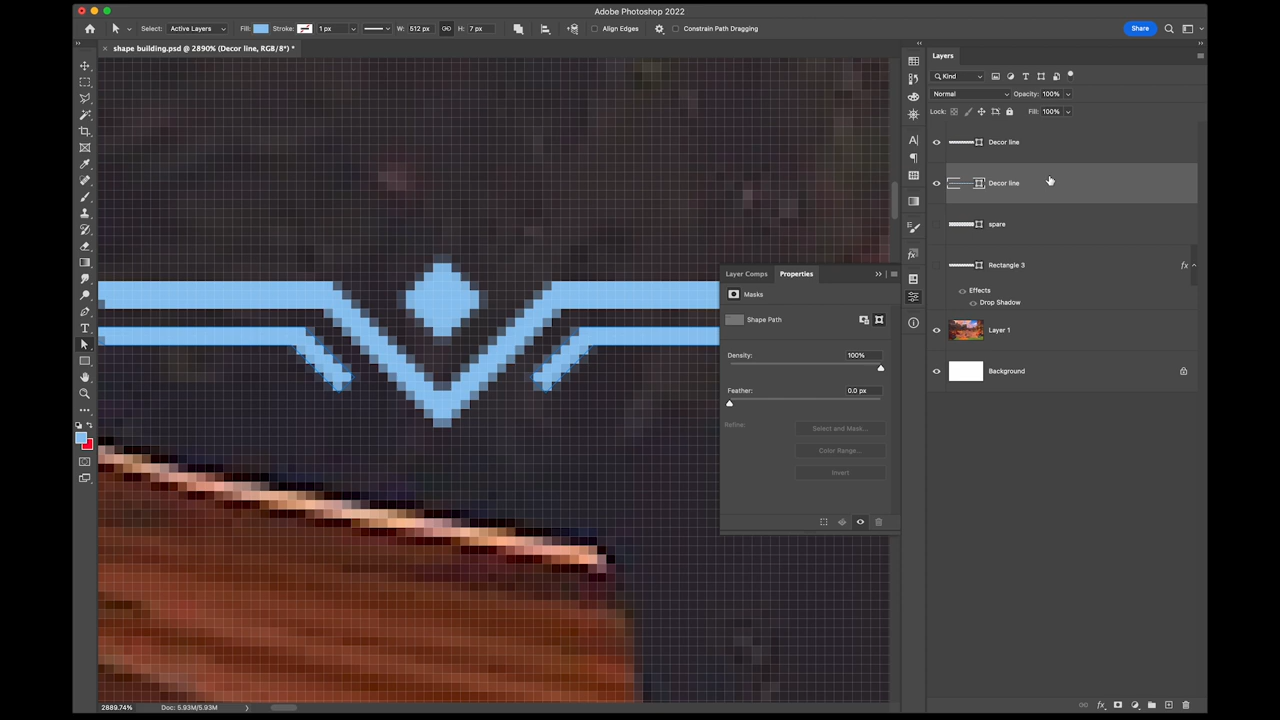 Adobe Photoshop 2022
Select: Active Layers Fill: Stroke: 1 px W: 512 px H: 7 px Align Edges Constrain Path Dragging Share
shape building.psd @ 2890% (Decor line, RGB/8*) *
Layers
Kind
Normal Opacity: 100%
Lock: Fill: 100%
Decor line
Decor line
spare
Rectangle 3 fx
Effects
Drop Shadow
Layer 1
Background
Layer Comps Properties
Masks
Shape Path
Density: 100%
Feather: 0.0 px
Refine: Select and Mask...
Color Range...
Invert
2889.74% Doc: 5.93M/5.93M